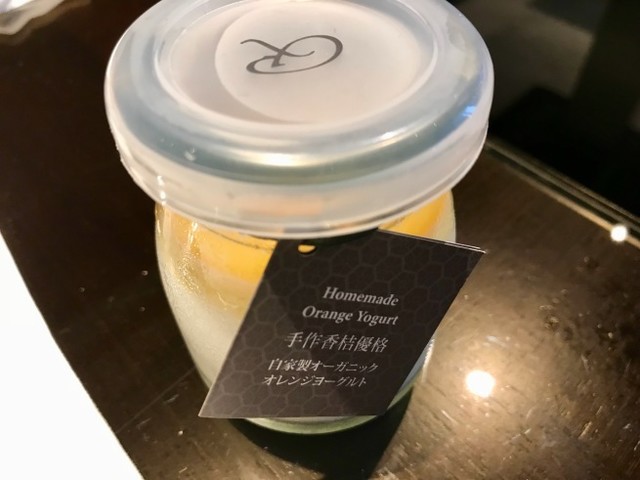 R
Homemade
Orange Yogurt
手作香桔優格
自家製オーガニック
オレンジヨーグルト